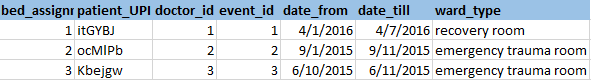 bed_assignr patient_UPI doctor_id event_id date_from date_till ward_type
1 itGYBJ 1 1 4/1/2016 4/7/2016 recovery room
2 ocMlPb 2 2 9/1/2015 9/11/2015 emergency trauma room
3 Kbejgw 3 3 6/10/2015 6/11/2015 emergency trauma room